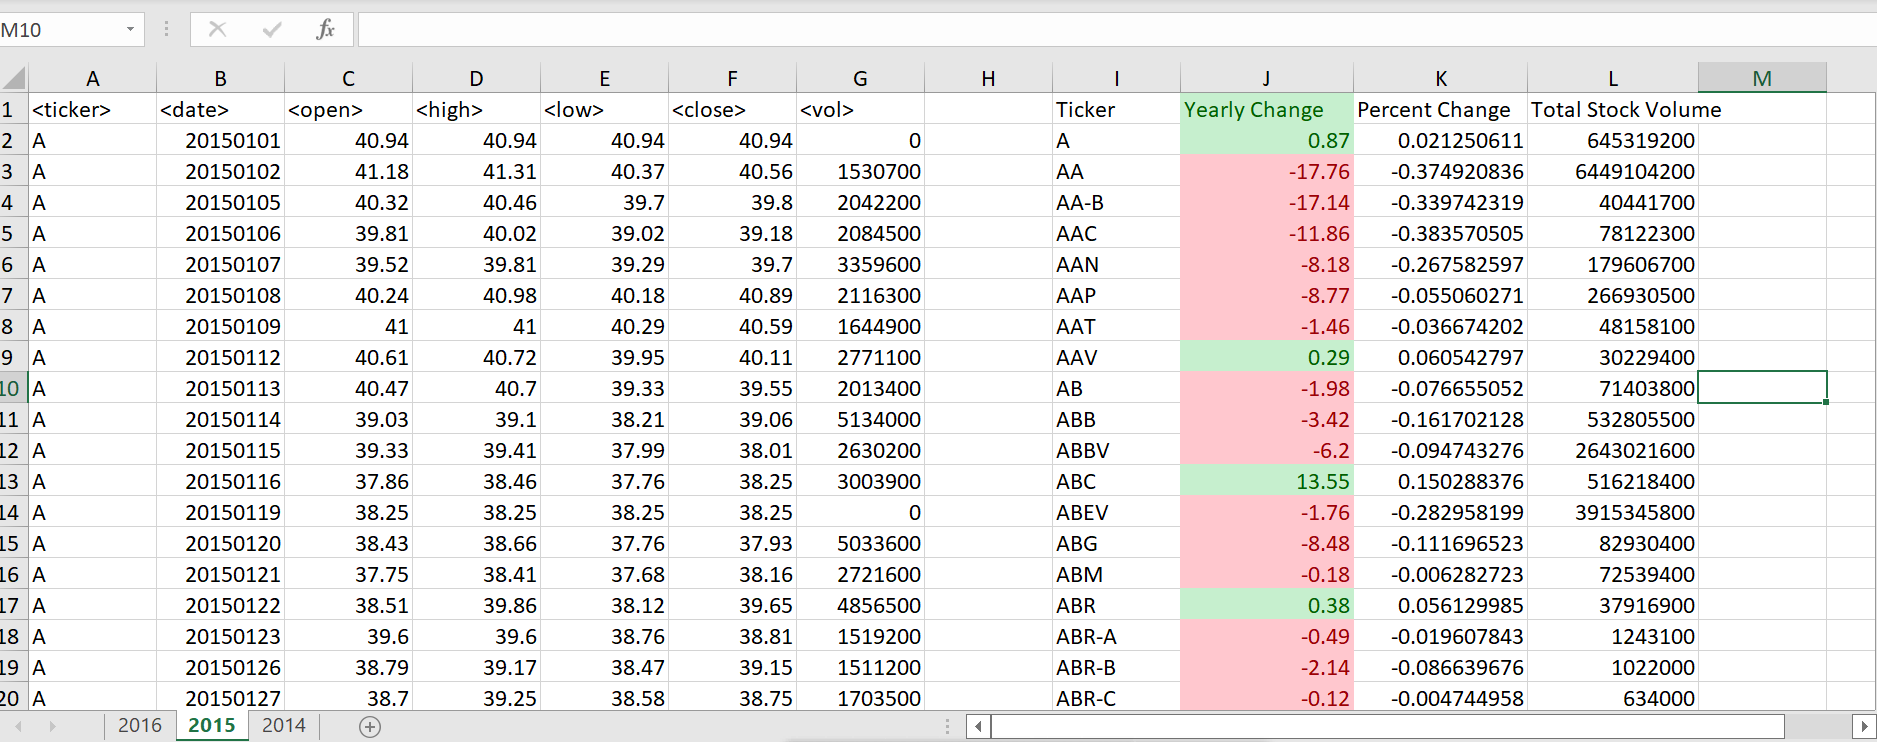 M10 fx
A B C D E F G H I J K L M
1 <ticker> <date> <open> <high> <low> <close> <vol> Ticker Yearly Change Percent Change Total Stock Volume
2 A 20150101 40.94 40.94 40.94 40.94 0 A 0.87 0.021250611 645319200
3 A 20150102 41.18 41.31 40.37 40.56 1530700 AA -17.76 -0.374920836 6449104200
4 A 20150105 40.32 40.46 39.7 39.8 2042200 AA-B -17.14 -0.339742319 40441700
5 A 20150106 39.81 40.02 39.02 39.18 2084500 AAC -11.86 -0.383570505 78122300
6 A 20150107 39.52 39.81 39.29 39.7 3359600 AAN -8.18 -0.267582597 179606700
7 A 20150108 40.24 40.98 40.18 40.89 2116300 AAP -8.77 -0.055060271 266930500
8 A 20150109 41 41 40.29 40.59 1644900 AAT -1.46 -0.036674202 48158100
9 A 20150112 40.61 40.72 39.95 40.11 2771100 AAV 0.29 0.060542797 30229400
10 A 20150113 40.47 40.7 39.33 39.55 2013400 AB -1.98 -0.076655052 71403800
11 A 20150114 39.03 39.1 38.21 39.06 5134000 ABB -3.42 -0.161702128 532805500
12 A 20150115 39.33 39.41 37.99 38.01 2630200 ABBV -6.2 -0.094743276 2643021600
13 A 20150116 37.86 38.46 37.76 38.25 3003900 ABC 13.55 0.150288376 516218400
14 A 20150119 38.25 38.25 38.25 38.25 0 ABEV -1.76 -0.282958199 3915345800
15 A 20150120 38.43 38.66 37.76 37.93 5033600 ABG -8.48 -0.111696523 82930400
16 A 20150121 37.75 38.41 37.68 38.16 2721600 ABM -0.18 -0.006282723 72539400
17 A 20150122 38.51 39.86 38.12 39.65 4856500 ABR 0.38 0.056129985 37916900
18 A 20150123 39.6 39.6 38.76 38.81 1519200 ABR-A -0.49 -0.019607843 1243100
19 A 20150126 38.79 39.17 38.47 39.15 1511200 ABR-B -2.14 -0.086639676 1022000
20 A 20150127 38.7 39.25 38.58 38.75 1703500 ABR-C -0.12 -0.004744958 634000
2016 2015 2014